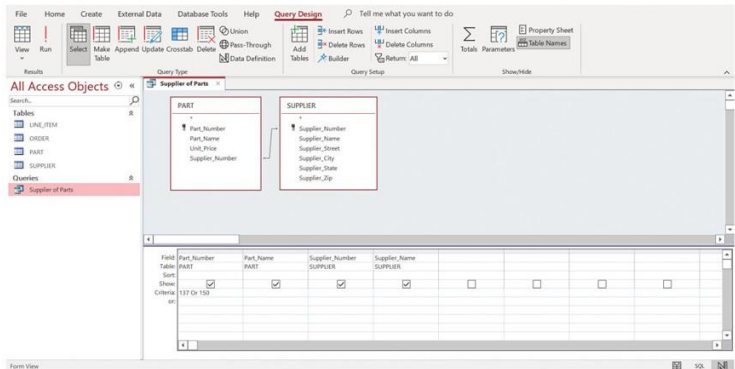 File Home Create External Data Database Tools Help Query Design Tell me what you want to do
View Run Select Make Table Append Update Crosstab Delete Union Pass-Through Data Definition Add Tables Insert Rows Delete Rows Builder Insert Columns Delete Columns Return: All Totals Parameters Property Sheet Table Names
Results Query Type Query Setup Show/Hide
All Access Objects
Search...
Tables
LINE_ITEM
ORDER
PART
SUPPLIER
Queries
Supplier of Parts
Supplier of Parts
PART
*
Part_Number
Part_Name
Unit_Price
Supplier_Number
SUPPLIER
*
Supplier_Number
Supplier_Name
Supplier_Street
Supplier_City
Supplier_State
Supplier_Zip
Field: Part_Number Part_Name Supplier_Number Supplier_Name
Table: PART PART SUPPLIER SUPPLIER
Sort:
Show:
Criteria: 137 Or 150
or:
Form View SQL